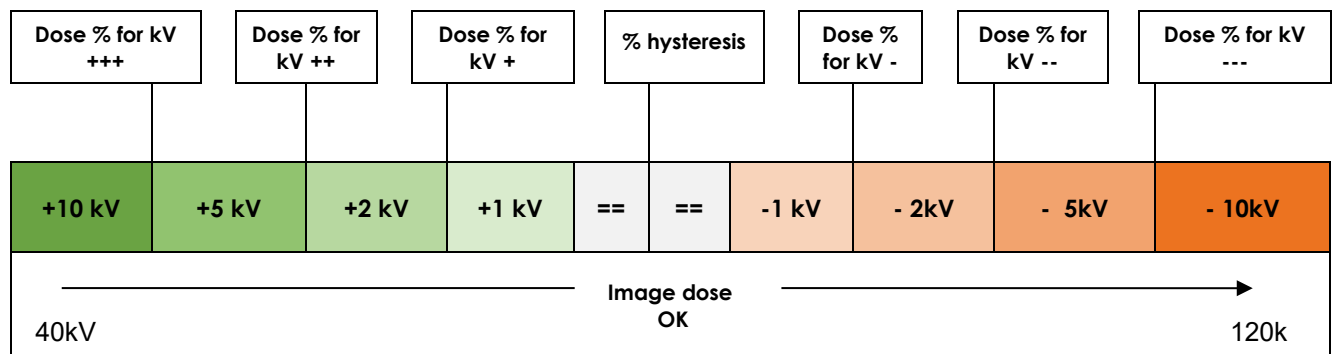 Dose % for kV
+++
Dose % for
kV ++
Dose % for
kV +
% hysteresis
Dose %
for kV -
Dose % for
kV --
Dose % for kV
---
+10 kV
+5 kV
+2 kV
+1 kV
==
==
-1 kV
- 2kV
- 5kV
- 10kV
Image dose
OK
40kV
120k